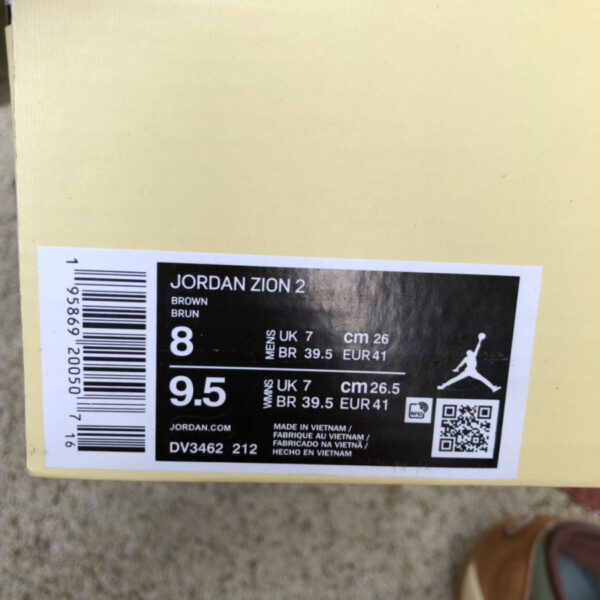 JORDAN ZION 2
BROWN
BRUN
8
MENS
UK 7 cm 26
BR 39.5 EUR 41
9.5
WMNS
UK 7 cm 26.5
BR 39.5 EUR 41
JORDAN.COM
DV3462 212
MADE IN VIETNAM /
FABRIQUE AU VIETNAM /
FABRICADO NA VIETNÃ /
HECHO EN VIETNAM
1 95869 20050 7 16